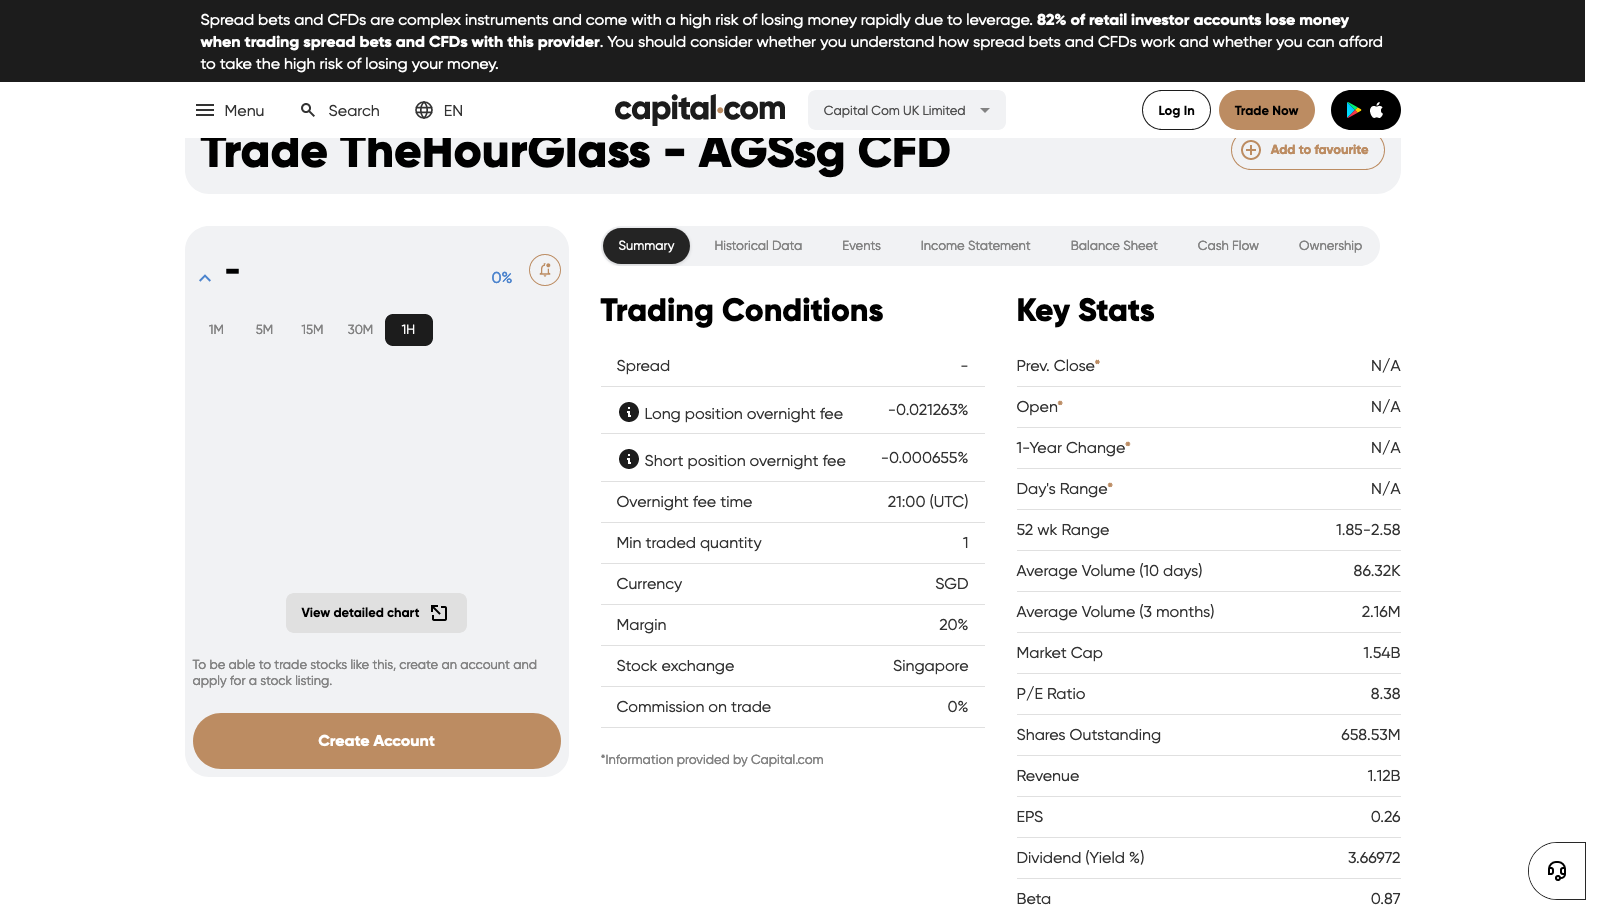 Spread bets and CFDs are complex instruments and come with a high risk of losing money rapidly due to leverage. 82% of retail investor accounts lose money
when trading spread bets and CFDs with this provider. You should consider whether you understand how spread bets and CFDs work and whether you can afford
to take the high risk of losing your money.
Menu
Search
EN
capital.com
Capital Com UK Limited
Log In
Trade Now
Trade TheHourGlass - AGSsg CFD
Add to favourite
-
0%
1M
5M
15M
30M
1H
View detailed chart
To be able to trade stocks like this, create an account and
apply for a stock listing.
Create Account
Summary
Historical Data
Events
Income Statement
Balance Sheet
Cash Flow
Ownership
Trading Conditions
Spread -
Long position overnight fee -0.021263%
Short position overnight fee -0.000655%
Overnight fee time 21:00 (UTC)
Min traded quantity 1
Currency SGD
Margin 20%
Stock exchange Singapore
Commission on trade 0%
*Information provided by Capital.com
Key Stats
Prev. Close* N/A
Open* N/A
1-Year Change* N/A
Day's Range* N/A
52 wk Range 1.85-2.58
Average Volume (10 days) 86.32K
Average Volume (3 months) 2.16M
Market Cap 1.54B
P/E Ratio 8.38
Shares Outstanding 658.53M
Revenue 1.12B
EPS 0.26
Dividend (Yield %) 3.66972
Beta 0.87